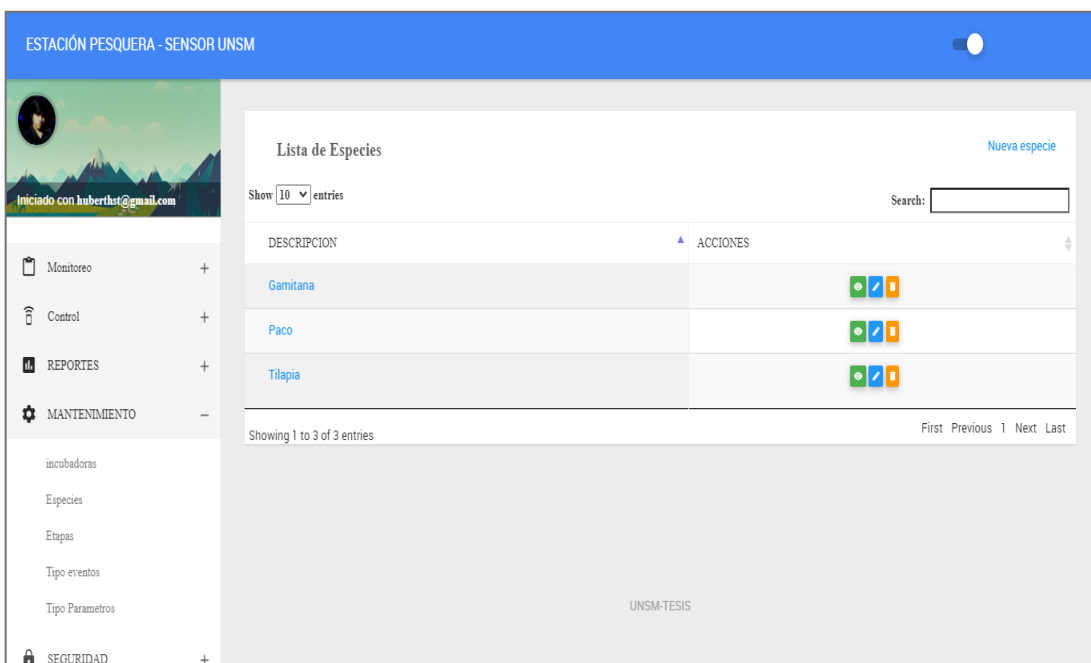 ESTACIÓN PESQUERA - SENSOR UNSM
Iniciado con huberthst@gmail.com
Monitoreo
Control
REPORTES
MANTENIMIENTO
incubadoras
Especies
Etapas
Tipo eventos
Tipo Parametros
SEGURIDAD
Lista de Especies
Nueva especie
Show 10 entries
Search:
DESCRIPCION ACCIONES
Gamitana
Paco
Tilapia
Showing 1 to 3 of 3 entries
First Previous 1 Next Last
UNSM-TESIS